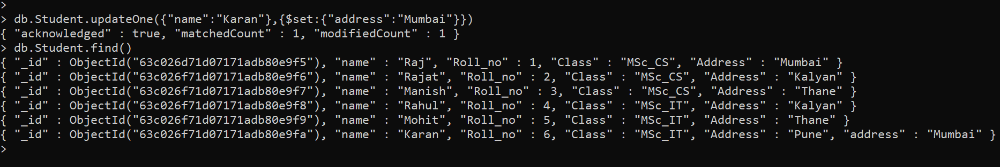 >
> db.Student.updateOne({"name":"Karan"},{$set:{"address":"Mumbai"}})
{ "acknowledged" : true, "matchedCount" : 1, "modifiedCount" : 1 }
> db.Student.find()
{ "_id" : ObjectId("63c026d71d07171adb80e9f5"), "name" : "Raj", "Roll_no" : 1, "Class" : "MSc_CS", "Address" : "Mumbai" }
{ "_id" : ObjectId("63c026f71d07171adb80e9f6"), "name" : "Rajat", "Roll_no" : 2, "Class" : "MSc_CS", "Address" : "Kalyan" }
{ "_id" : ObjectId("63c026f71d07171adb80e9f7"), "name" : "Manish", "Roll_no" : 3, "Class" : "MSc_CS", "Address" : "Thane" }
{ "_id" : ObjectId("63c026f71d07171adb80e9f8"), "name" : "Rahul", "Roll_no" : 4, "Class" : "MSc_IT", "Address" : "Kalyan" }
{ "_id" : ObjectId("63c026f71d07171adb80e9f9"), "name" : "Mohit", "Roll_no" : 5, "Class" : "MSc_IT", "Address" : "Thane" }
{ "_id" : ObjectId("63c026f71d07171adb80e9fa"), "name" : "Karan", "Roll_no" : 6, "Class" : "MSc_IT", "Address" : "Pune", "address" : "Mumbai" }
>